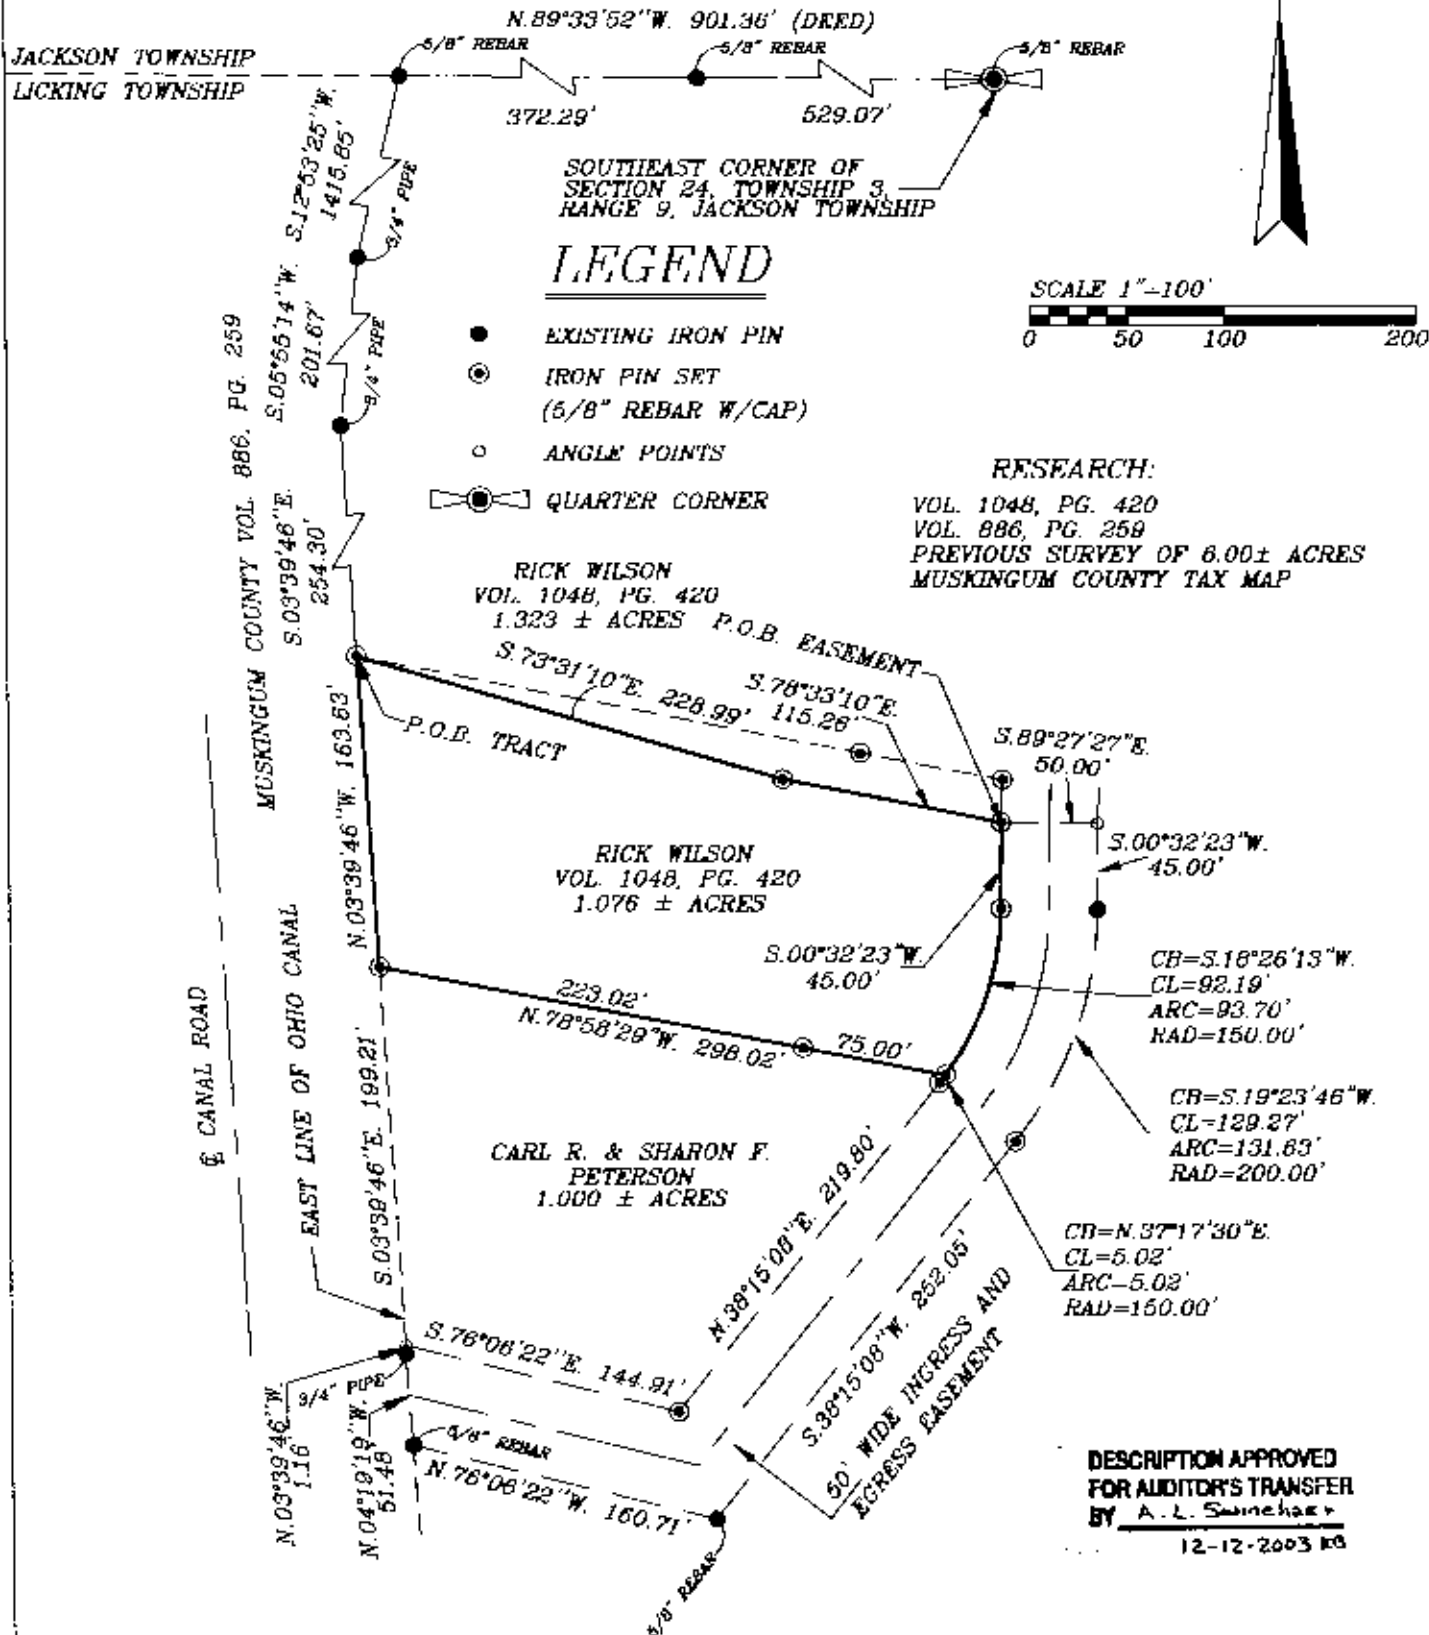 N.89°33'52"W. 901.36' (DEED)
JACKSON TOWNSHIP
LICKING TOWNSHIP
5/8" REBAR
5/8" REBAR
5/8" REBAR
372.29'
529.07'
S.12°53'25"W.
1415.85'
3/4" PIPE
SOUTHEAST CORNER OF
SECTION 24, TOWNSHIP 3,
RANGE 9, JACKSON TOWNSHIP
LEGEND
EXISTING IRON PIN
IRON PIN SET
(5/8" REBAR W/CAP)
ANGLE POINTS
QUARTER CORNER
SCALE 1"=100'
0 50 100 200
S.05°55'14"W.
201.67'
3/4" PIPE
MUSKINGUM COUNTY VOL. 886, PG. 259
S.03°39'46"E.
254.30'
RESEARCH:
VOL. 1048, PG. 420
VOL. 886, PG. 259
PREVIOUS SURVEY OF 6.00± ACRES
MUSKINGUM COUNTY TAX MAP
RICK WILSON
VOL. 1048, PG. 420
1.323 ± ACRES
P.O.B. EASEMENT
S.73°31'10"E. 228.99'
S.78°33'10"E.
115.26'
P.O.B. TRACT
S.89°27'27"E.
50.00'
S.00°32'23"W.
45.00'
N.03°39'46"W. 163.63'
RICK WILSON
VOL. 1048, PG. 420
1.076 ± ACRES
S.00°32'23"W.
45.00'
CB=S.18°26'13"W.
CL=92.19'
ARC=93.70'
RAD=150.00'
223.02'
N.78°58'29"W. 298.02'
75.00'
CB=S.19°23'46"W.
CL=129.27'
ARC=131.63'
RAD=200.00'
℄ CANAL ROAD
EAST LINE OF OHIO CANAL
S.03°39'46"E. 199.21'
CARL R. & SHARON F.
PETERSON
1.000 ± ACRES
N.38°15'08"E. 219.80'
CB=N.37°17'30"E.
CL=5.02'
ARC=5.02'
RAD=150.00'
S.38°15'08"W. 252.05'
50' WIDE INGRESS AND
EGRESS EASEMENT
S.76°06'22"E. 144.91'
3/4" PIPE
N.03°39'46"W.
1.16
N.04°19'19"W.
51.48
5/8" REBAR
N.76°06'22"W. 160.71'
5/8" REBAR
DESCRIPTION APPROVED
FOR AUDITOR'S TRANSFER
BY A. L. Swinehart
12-12-2003 KB